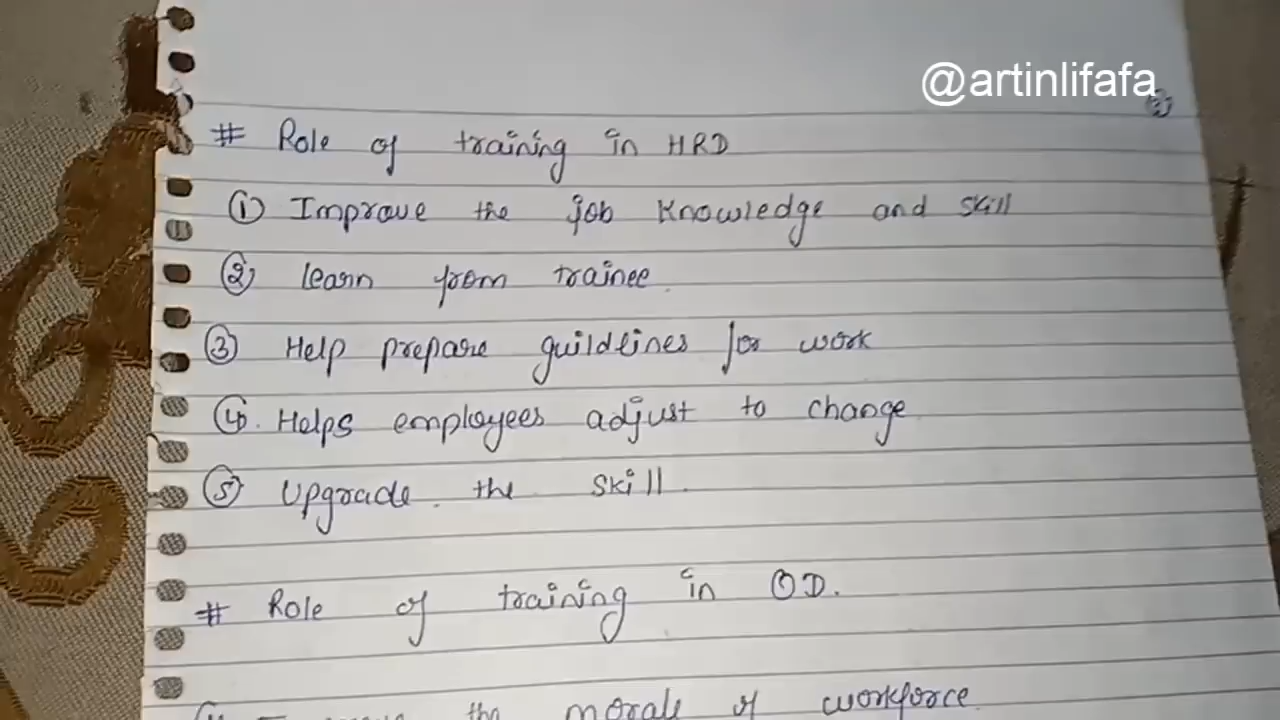 @artinlifafa
# Role of training in HRD
① Improve the job knowledge and skill
② learn from trainee.
③ Help prepare guildlines for work
④. Helps employees adjust to change
⑤ Upgrade the skill.
# Role of training in OD.
the morale of workforce.